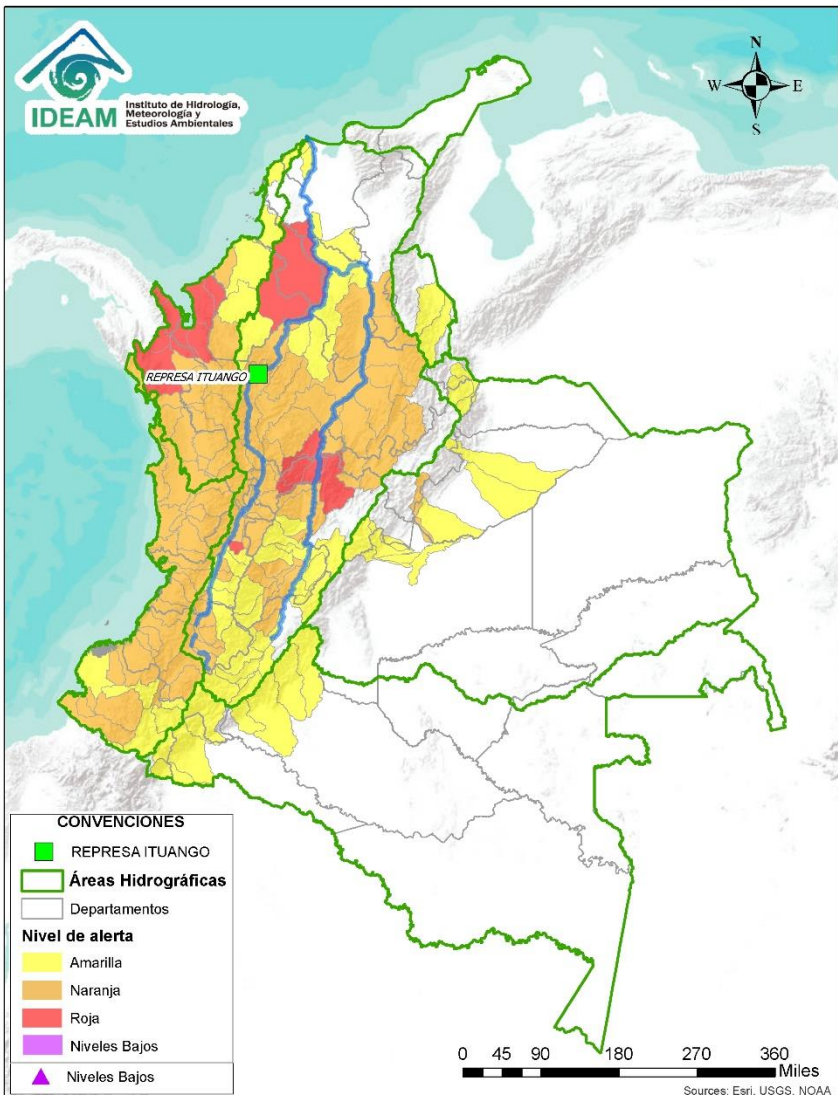 IDEAM
Instituto de Hidrología,
Meteorología y
Estudios Ambientales
N
W
E
S
REPRESA ITUANGO
CONVENCIONES
REPRESA ITUANGO
Áreas Hidrográficas
Departamentos
Nivel de alerta
Amarilla
Naranja
Roja
Niveles Bajos
Niveles Bajos
0 45 90 180 270 360
Miles
Sources: Esri, USGS, NOAA